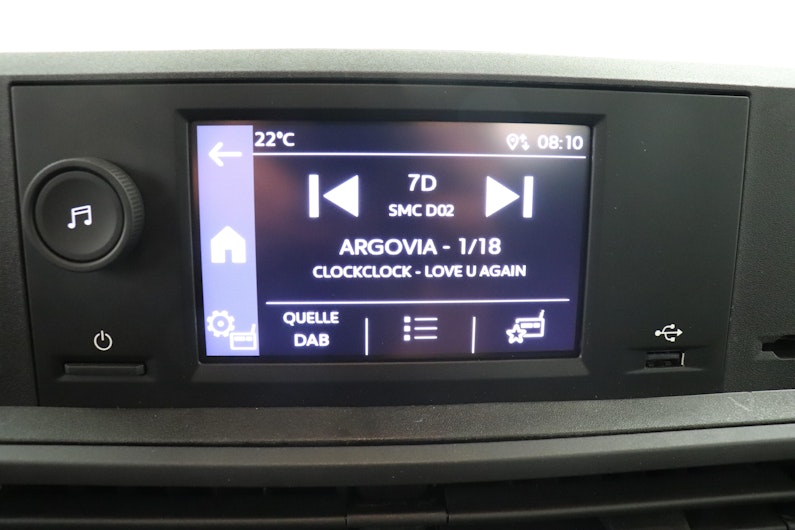 22°C
08:10
7D
SMC D02
ARGOVIA - 1/18
CLOCKCLOCK - LOVE U AGAIN
QUELLE
DAB